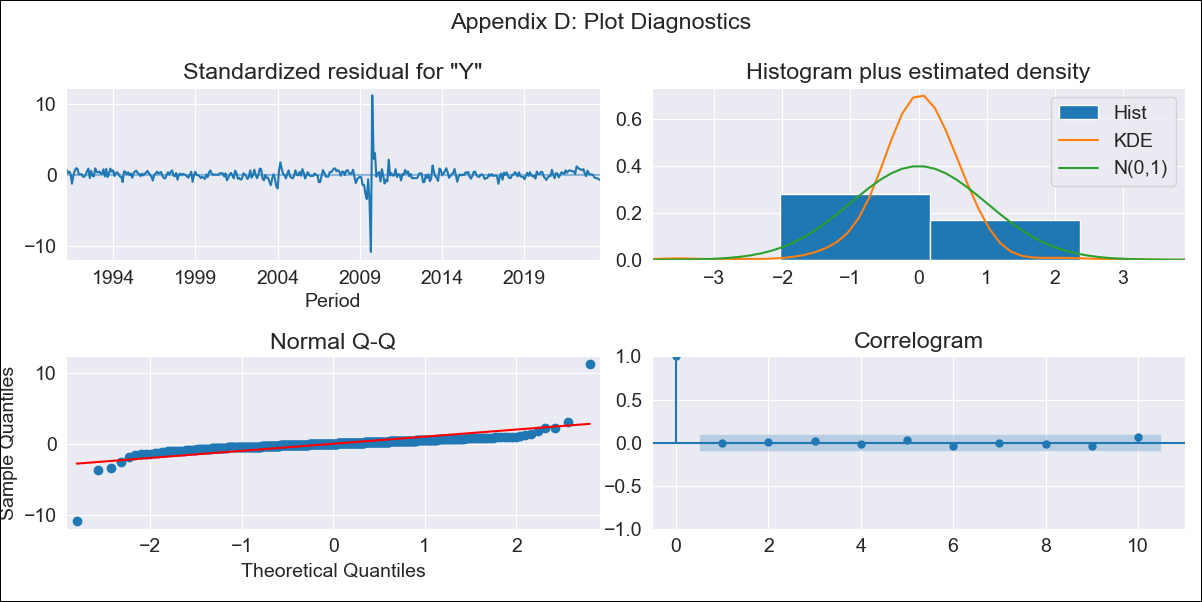 Appendix D: Plot Diagnostics
Standardized residual for "Y"
10
0
−10
1994 1999 2004 2009 2014 2019
Period
Histogram plus estimated density
0.6
0.4
0.2
0.0
Hist
KDE
N(0,1)
−3 −2 −1 0 1 2 3
Normal Q-Q
Sample Quantiles
10
0
−10
−2 −1 0 1 2
Theoretical Quantiles
Correlogram
1.0
0.5
0.0
−0.5
−1.0
0 2 4 6 8 10